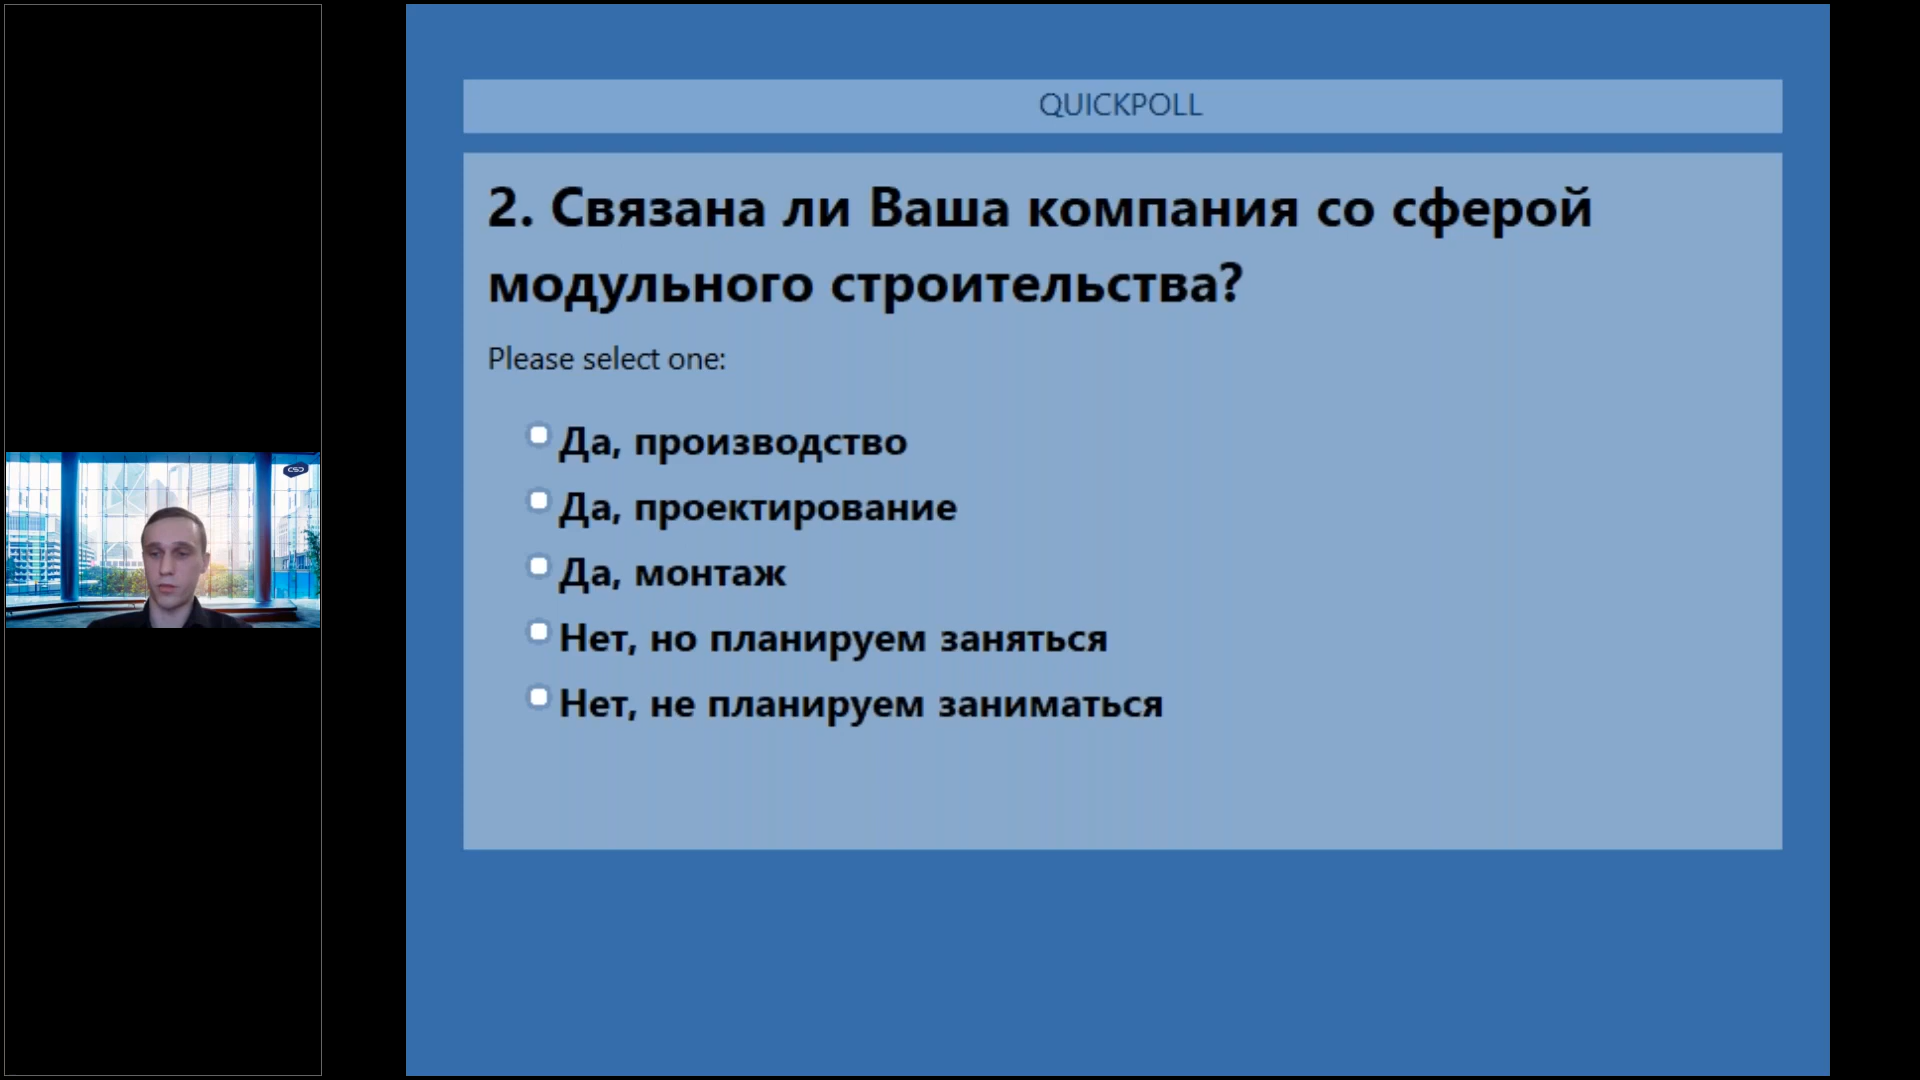 QUICKPOLL
2. Связана ли Ваша компания со сферой
модульного строительства?
Please select one:
Да, производство
Да, проектирование
Да, монтаж
Нет, но планируем заняться
Нет, не планируем заниматься
CSD